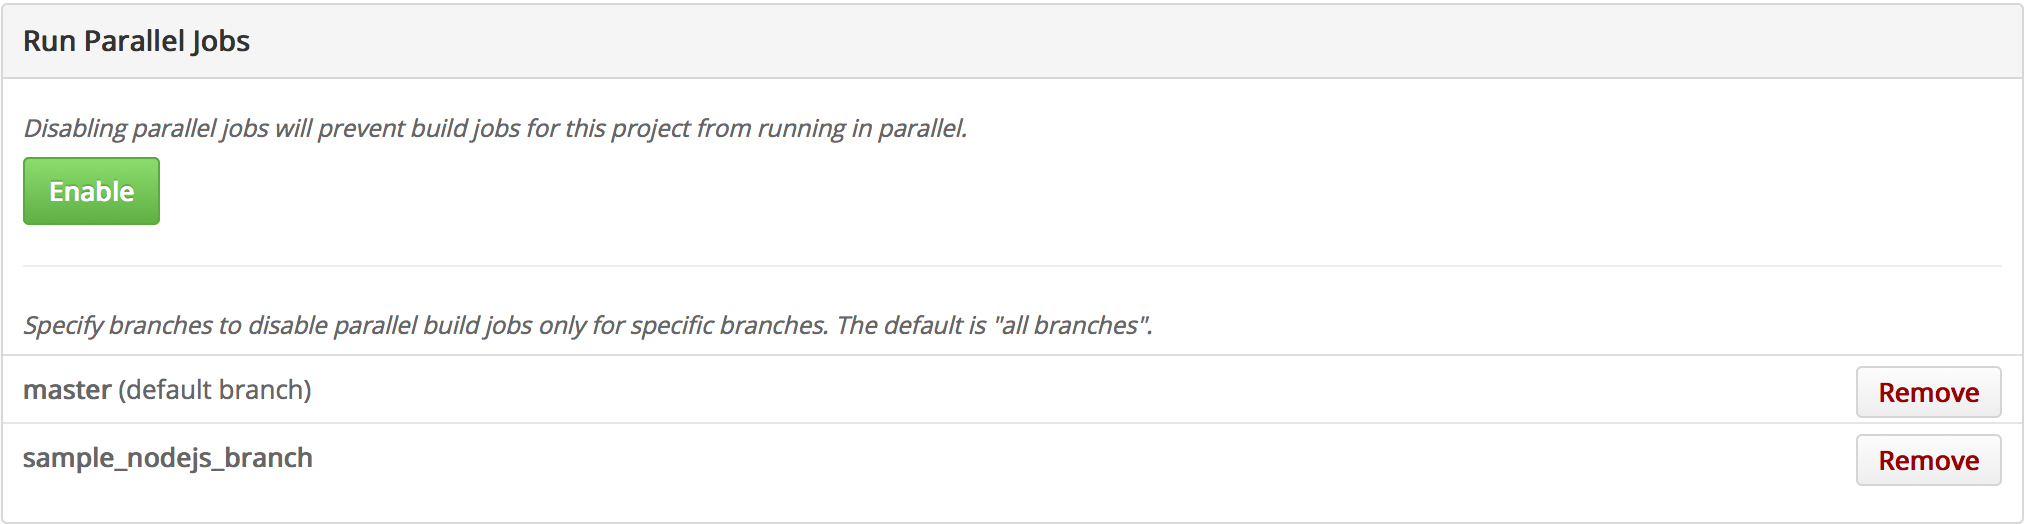 Run Parallel Jobs
Disabling parallel jobs will prevent build jobs for this project from running in parallel.
Enable
Specify branches to disable parallel build jobs only for specific branches. The default is "all branches".
master (default branch) Remove
sample_nodejs_branch Remove